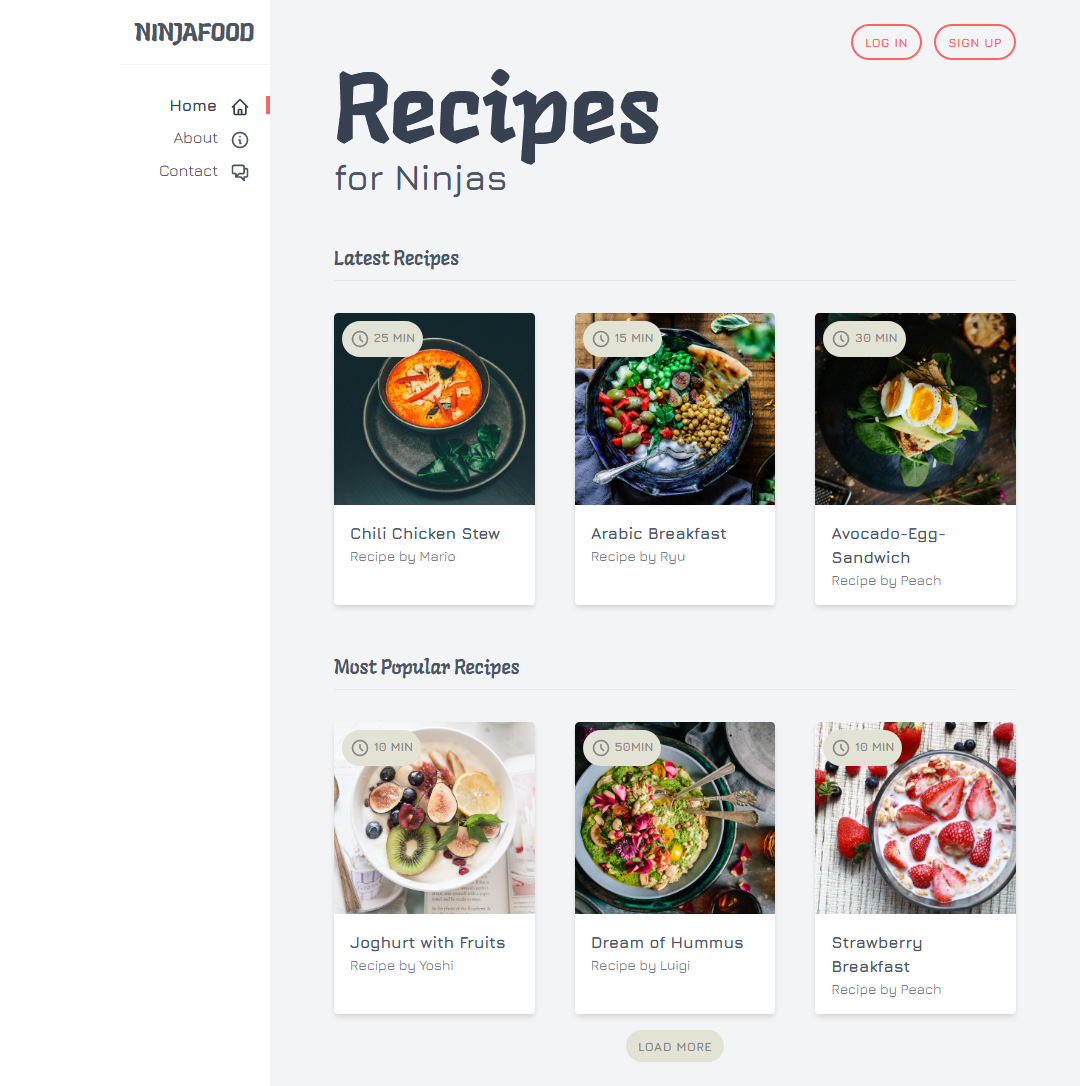 NINJAFOOD
LOG IN
SIGN UP
Home
About
Contact
Recipes
for Ninjas
Latest Recipes
25 MIN
15 MIN
30 MIN
Chili Chicken Stew
Recipe by Mario
Arabic Breakfast
Recipe by Ryu
Avocado-Egg-
Sandwich
Recipe by Peach
Most Popular Recipes
10 MIN
50MIN
10 MIN
Joghurt with Fruits
Recipe by Yoshi
Dream of Hummus
Recipe by Luigi
Strawberry
Breakfast
Recipe by Peach
LOAD MORE